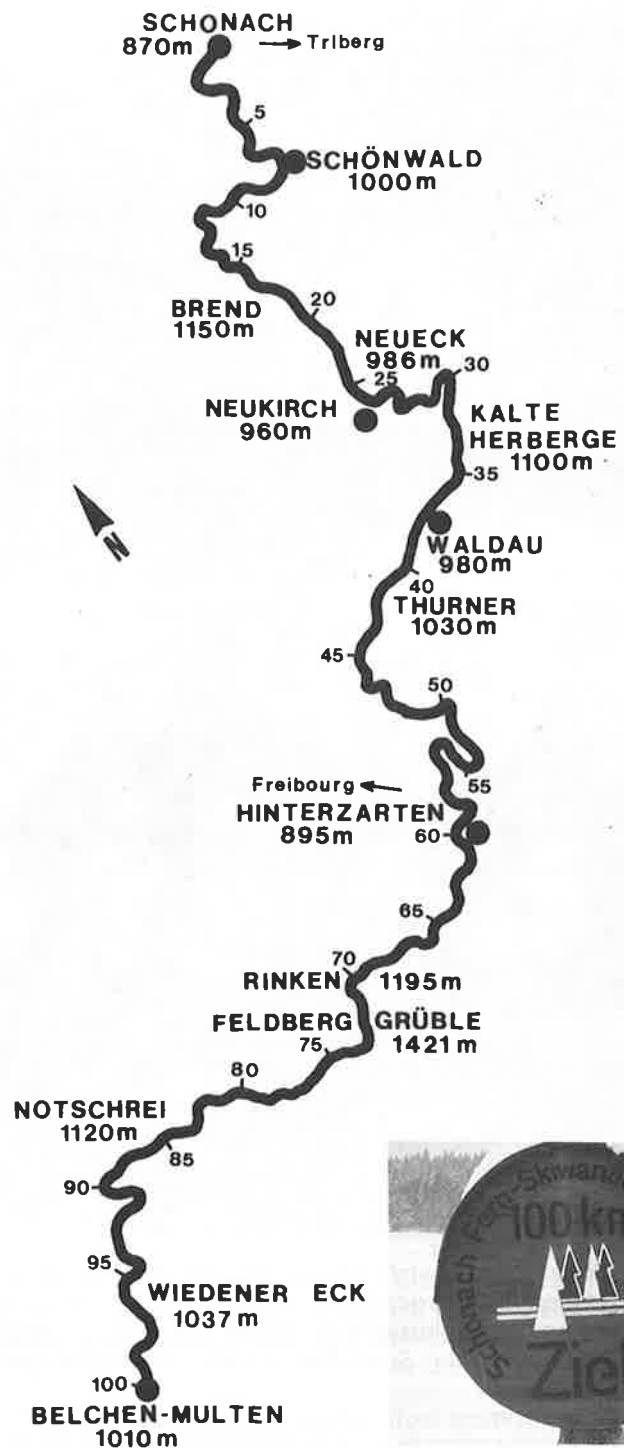 SCHONACH
870m → Triberg
5
SCHÖNWALD
1000m
10
15
BREND
1150m
20
NEUECK
986m
25
30
NEUKIRCH
960m
KALTE
HERBERGE
1100m
35
N
WALDAU
980m
40
THURNER
1030m
45
50
55
Freibourg ←
HINTERZARTEN
895m
60
65
70
RINKEN 1195m
FELDBERG GRÜBLE
1421m
75
80
NOTSCHREI
1120m
85
90
95
WIEDENER ECK
1037m
100
BELCHEN-MULTEN
1010m
Schonach Fern-Skiwande
100 km
Ziel